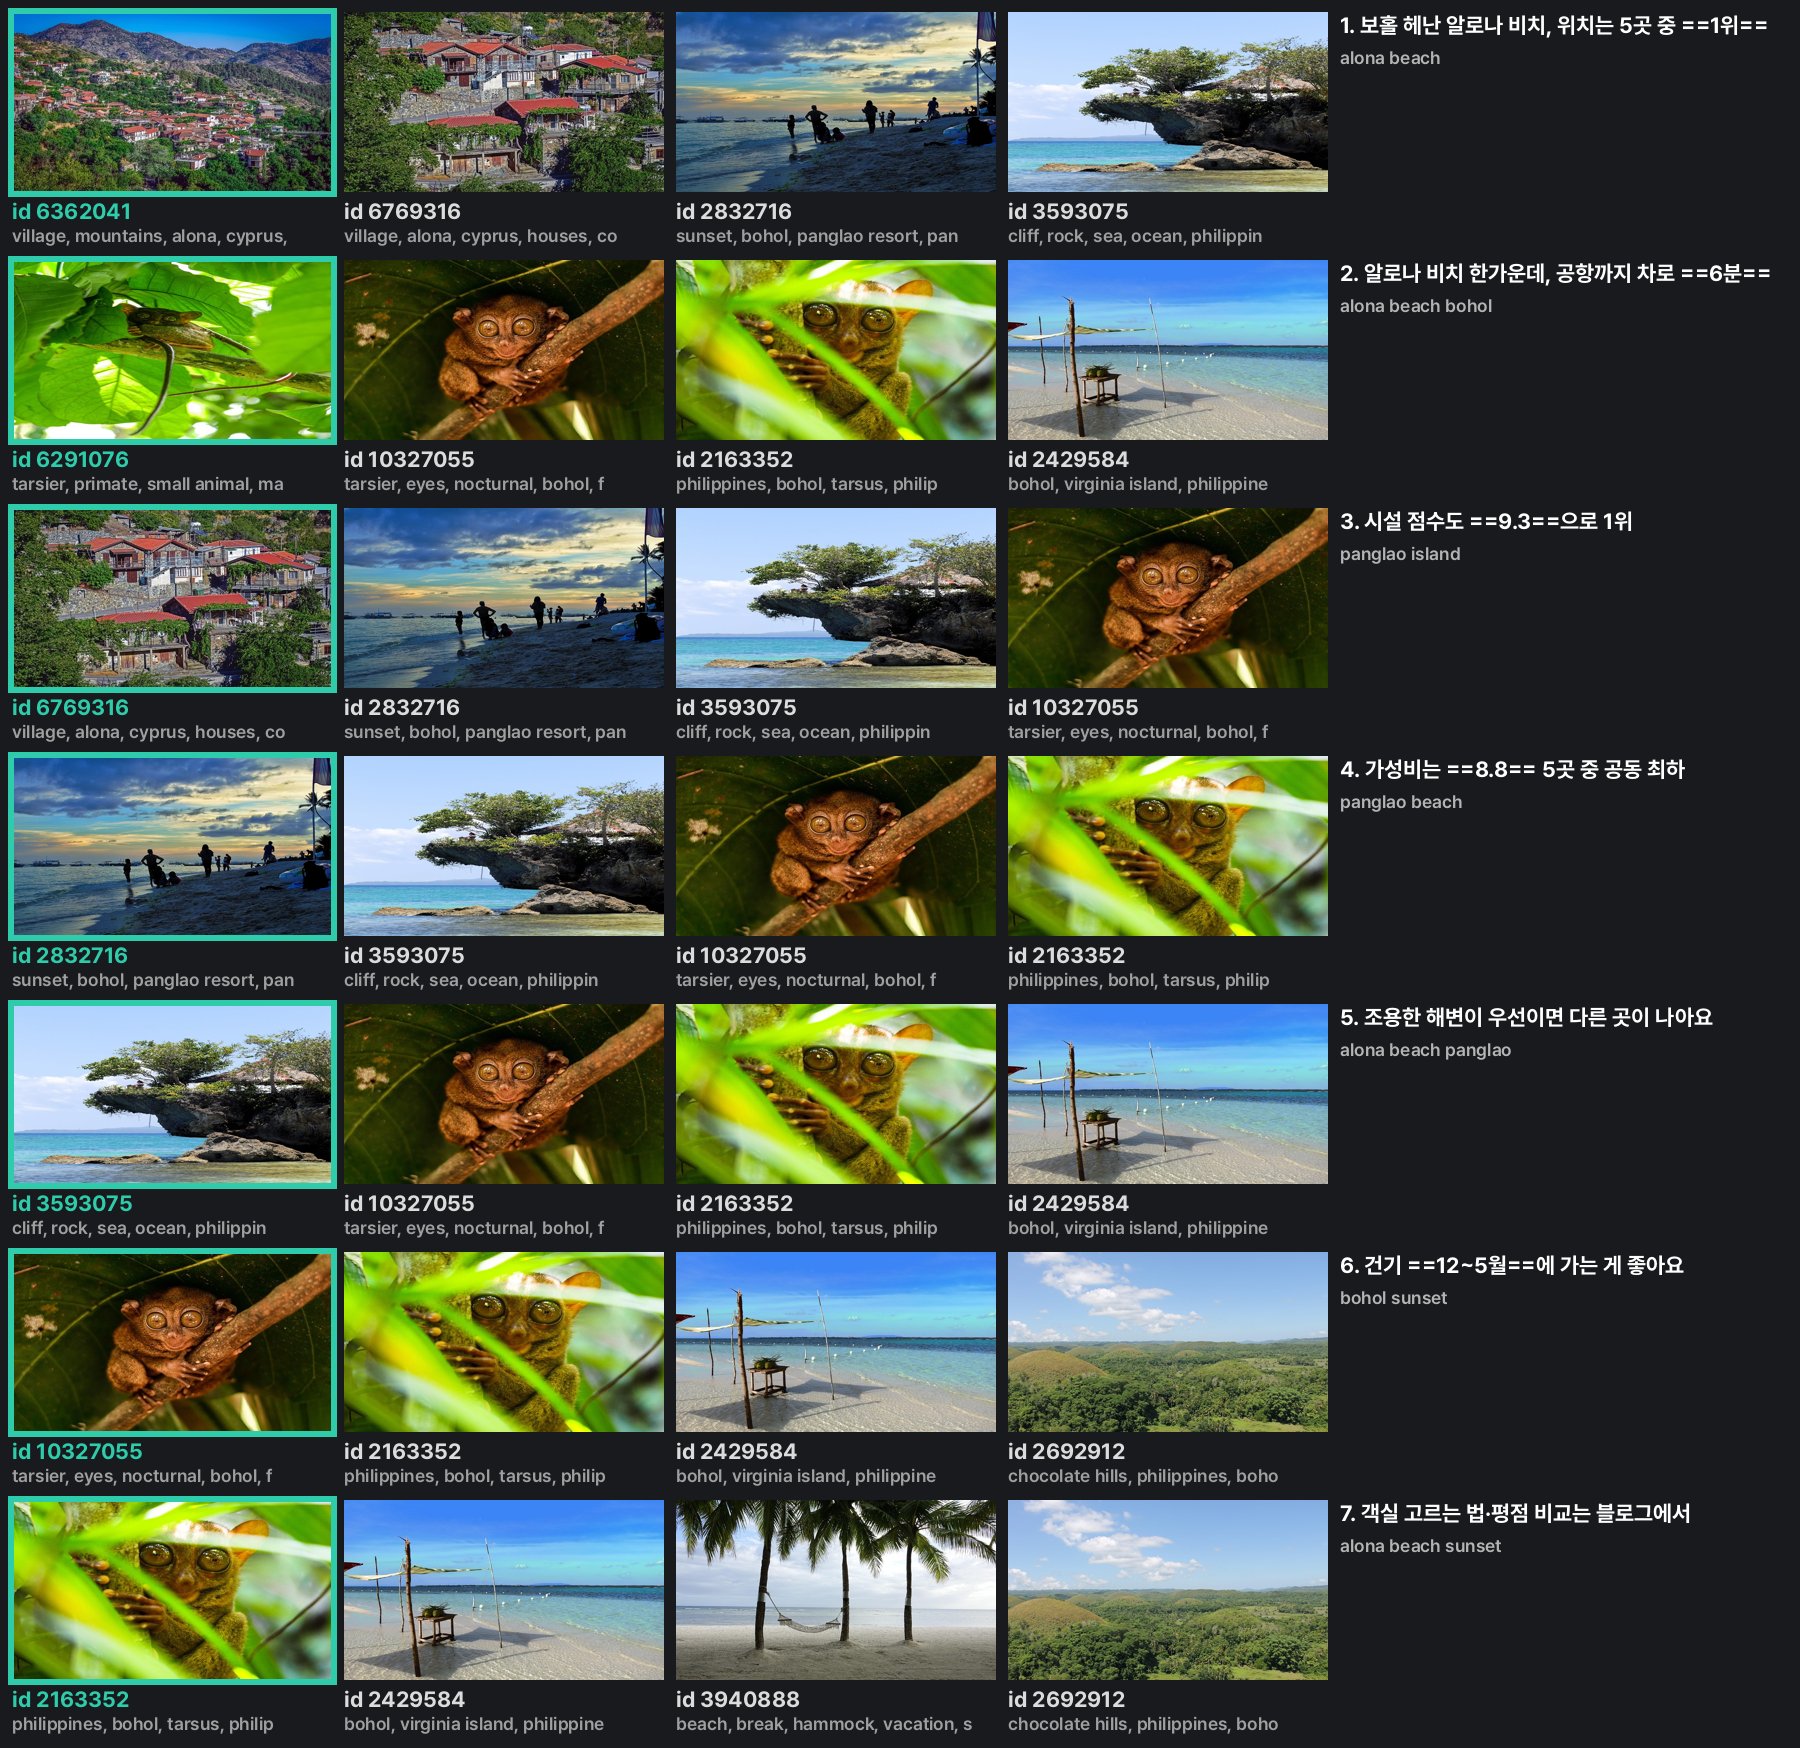 1. 보홀 헤난 알로나 비치, 위치는 5곳 중 ==1위==
alona beach
id 6362041
id 6769316
id 2832716
id 3593075
village, mountains, alona, cyprus,
village, alona, cyprus, houses, co
sunset, bohol, panglao resort, pan
cliff, rock, sea, ocean, philippin
2. 알로나 비치 한가운데, 공항까지 차로 ==6분==
alona beach bohol
id 6291076
id 10327055
id 2163352
id 2429584
tarsier, primate, small animal, ma
tarsier, eyes, nocturnal, bohol, f
philippines, bohol, tarsus, philip
bohol, virginia island, philippine
3. 시설 점수도 ==9.3==으로 1위
panglao island
id 6769316
id 2832716
id 3593075
id 10327055
village, alona, cyprus, houses, co
sunset, bohol, panglao resort, pan
cliff, rock, sea, ocean, philippin
tarsier, eyes, nocturnal, bohol, f
4. 가성비는 ==8.8== 5곳 중 공동 최하
panglao beach
id 2832716
id 3593075
id 10327055
id 2163352
sunset, bohol, panglao resort, pan
cliff, rock, sea, ocean, philippin
tarsier, eyes, nocturnal, bohol, f
philippines, bohol, tarsus, philip
5. 조용한 해변이 우선이면 다른 곳이 나아요
alona beach panglao
id 3593075
id 10327055
id 2163352
id 2429584
cliff, rock, sea, ocean, philippin
tarsier, eyes, nocturnal, bohol, f
philippines, bohol, tarsus, philip
bohol, virginia island, philippine
6. 건기 ==12~5월==에 가는 게 좋아요
bohol sunset
id 10327055
id 2163352
id 2429584
id 2692912
tarsier, eyes, nocturnal, bohol, f
philippines, bohol, tarsus, philip
bohol, virginia island, philippine
chocolate hills, philippines, boho
7. 객실 고르는 법·평점 비교는 블로그에서
alona beach sunset
id 2163352
id 2429584
id 3940888
id 2692912
philippines, bohol, tarsus, philip
bohol, virginia island, philippine
beach, break, hammock, vacation, s
chocolate hills, philippines, boho